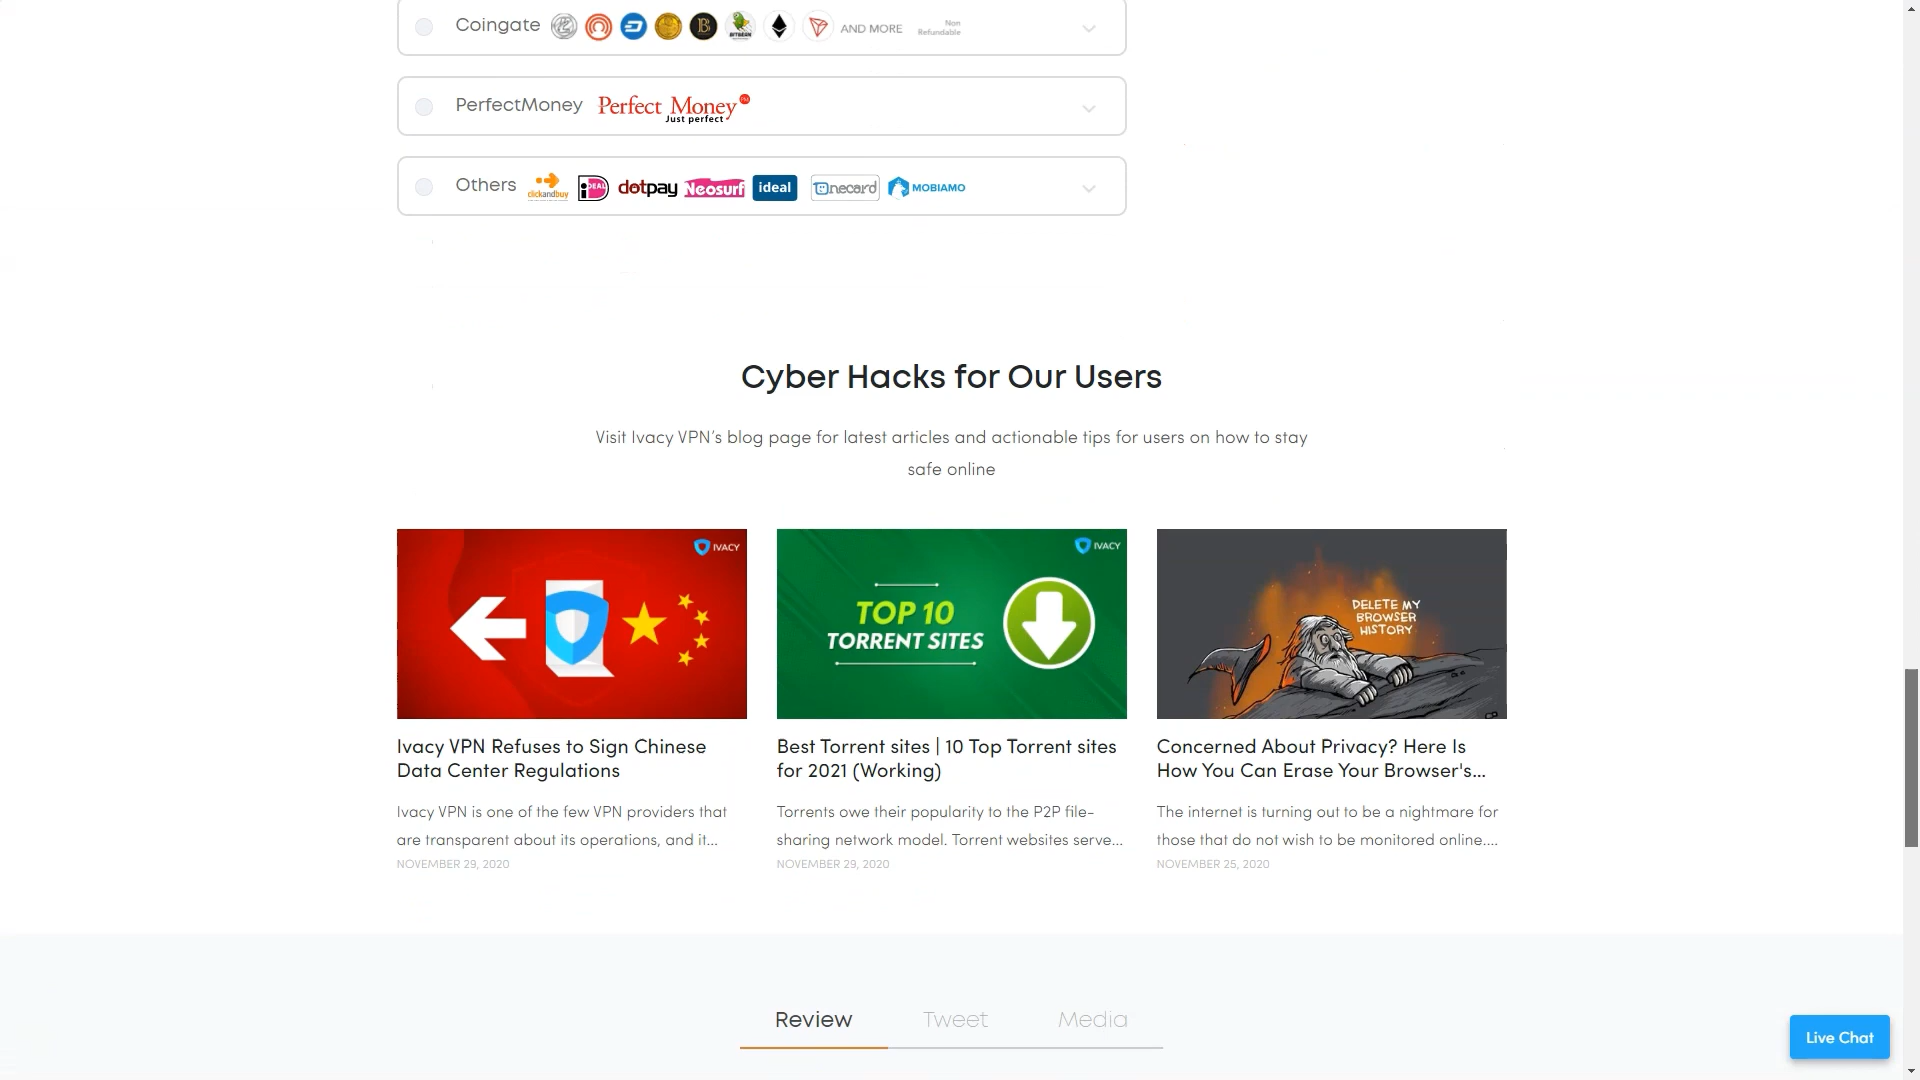 Coingate BITBEAN AND MORE Non
Refundable
PerfectMoney Perfect Money PM
Just perfect
Others clickandbuy iDEAL dotpay Neosurf ideal onecard MOBIAMO
Cyber Hacks for Our Users
Visit Ivacy VPN’s blog page for latest articles and actionable tips for users on how to stay
safe online
IVACY
IVACY
TOP 10
TORRENT SITES
DELETE MY
BROWSER
HISTORY
Ivacy VPN Refuses to Sign Chinese
Data Center Regulations
Best Torrent sites | 10 Top Torrent sites
for 2021 (Working)
Concerned About Privacy? Here Is
How You Can Erase Your Browser's...
Ivacy VPN is one of the few VPN providers that
are transparent about its operations, and it...
NOVEMBER 29, 2020
Torrents owe their popularity to the P2P file-
sharing network model. Torrent websites serve...
NOVEMBER 29, 2020
The internet is turning out to be a nightmare for
those that do not wish to be monitored online....
NOVEMBER 25, 2020
Review Tweet Media
Live Chat